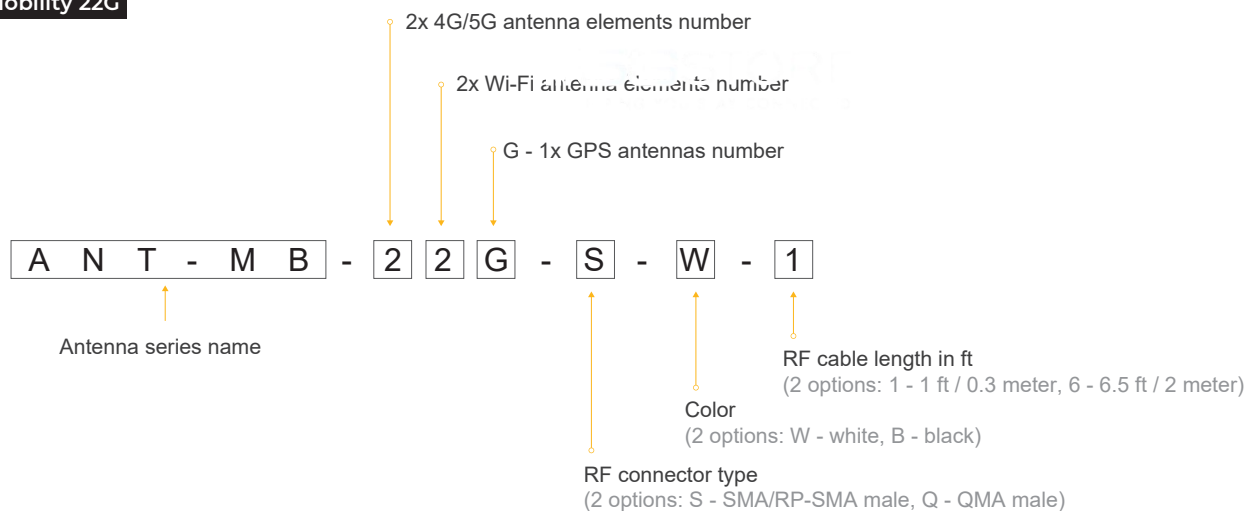 Mobility 22G
2x 4G/5G antenna elements number
2x Wi-Fi antenna elements number
G - 1x GPS antennas number
A N T - M B - 2 2 G - S - W - 1
Antenna series name
RF cable length in ft
(2 options: 1 - 1 ft / 0.3 meter, 6 - 6.5 ft / 2 meter)
Color
(2 options: W - white, B - black)
RF connector type
(2 options: S - SMA/RP-SMA male, Q - QMA male)